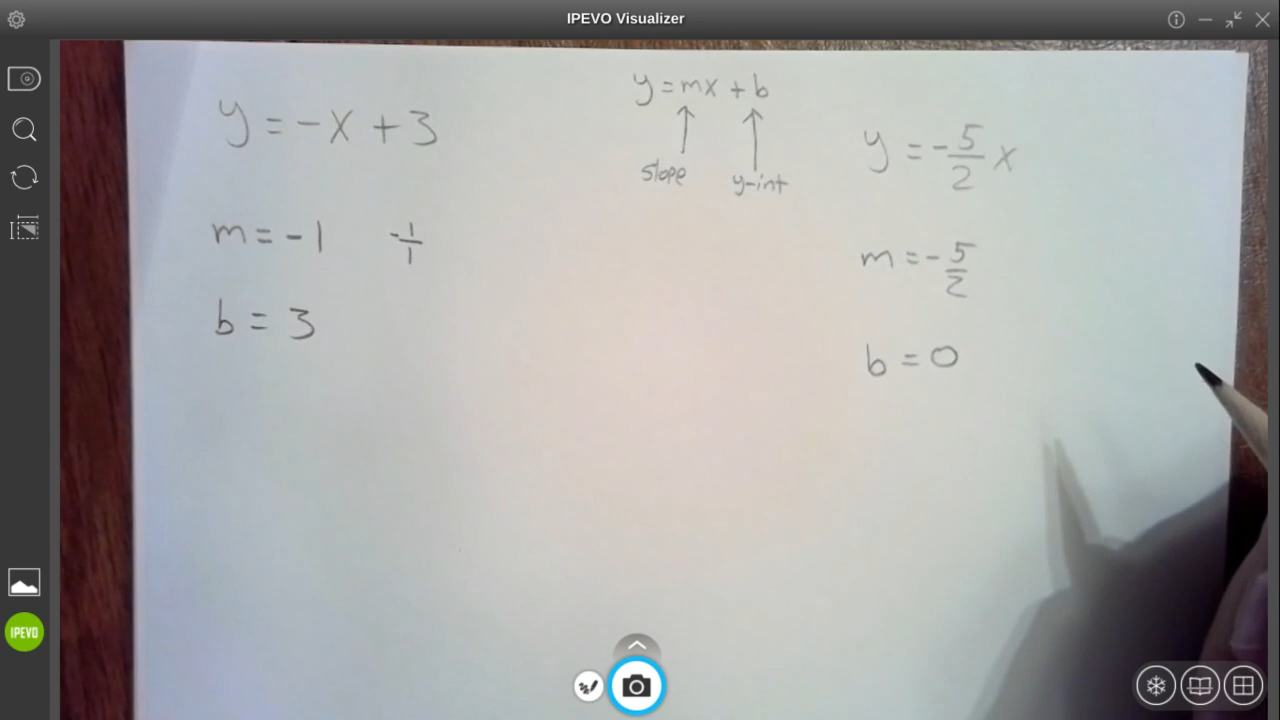 IPEVO Visualizer
y = mx + b
slope
y-int
y = -x + 3
m = -1 -1/1
b = 3
y = -5/2 x
m = -5/2
b = 0
IPEVO